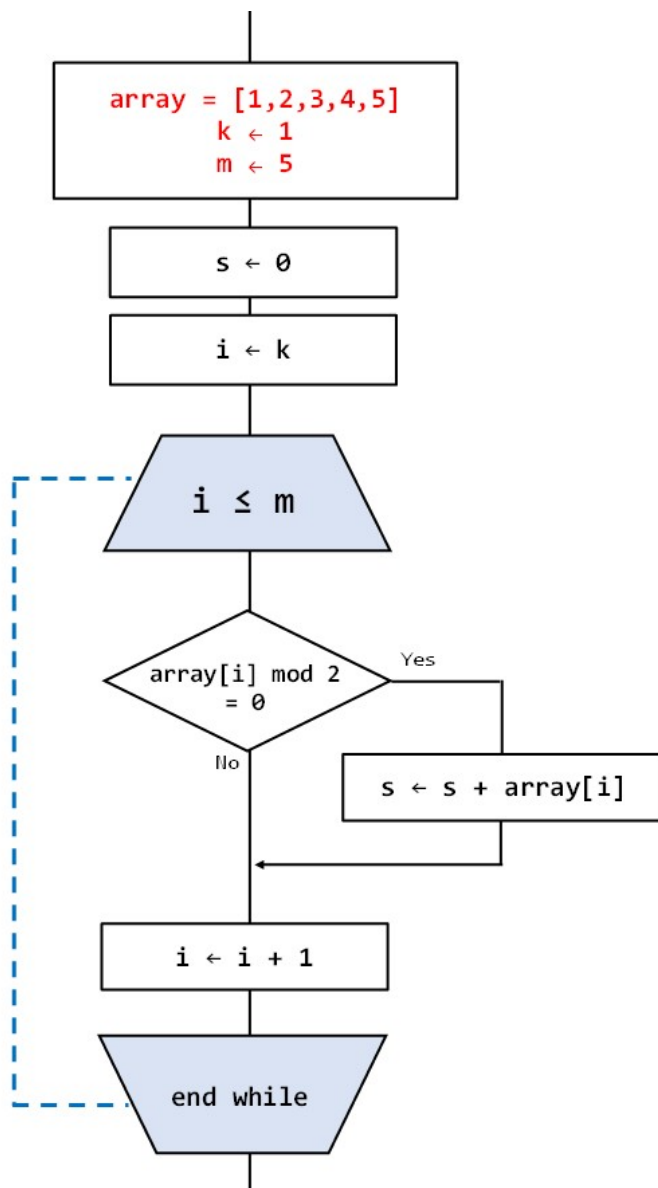 array = [1,2,3,4,5]
k ← 1
m ← 5
s ← 0
i ← k
i ≤ m
array[i] mod 2
= 0
Yes
No
s ← s + array[i]
i ← i + 1
end while